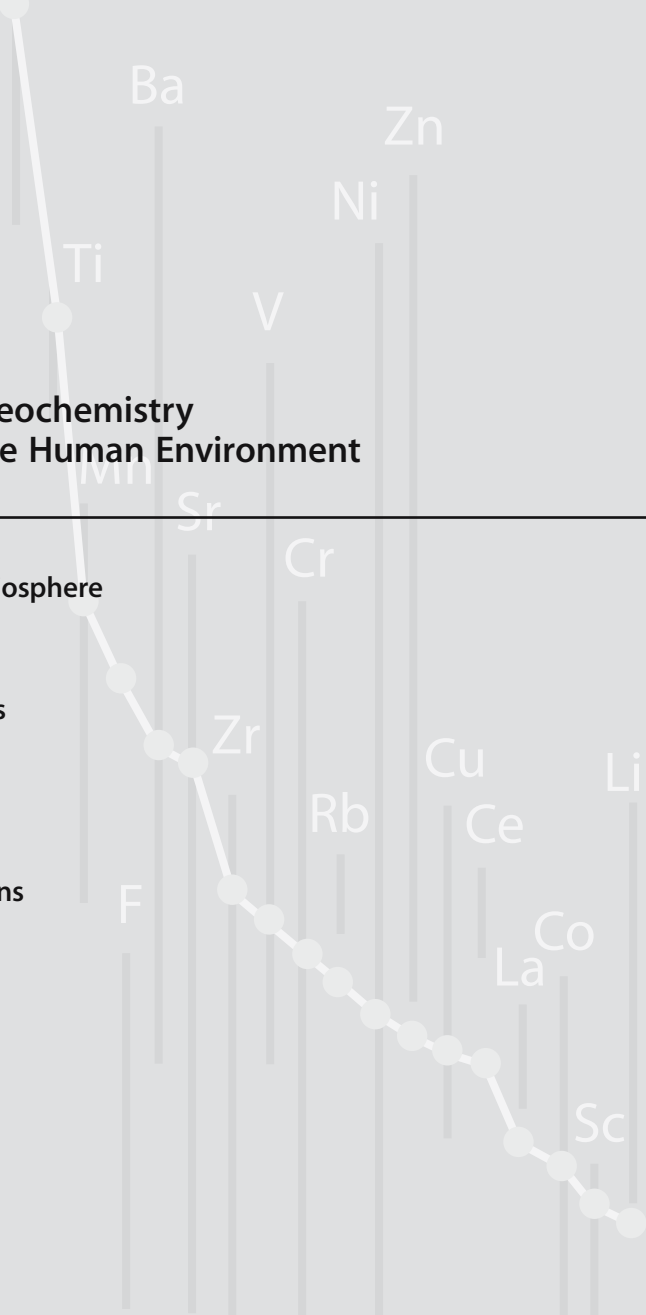 Ba
Zn
Ni
Ti
V
eochemistry
e Human Environment
Mn
Sr
Cr
osphere
s
Zr
Cu
Li
Rb
Ce
ns
F
Co
La
Sc